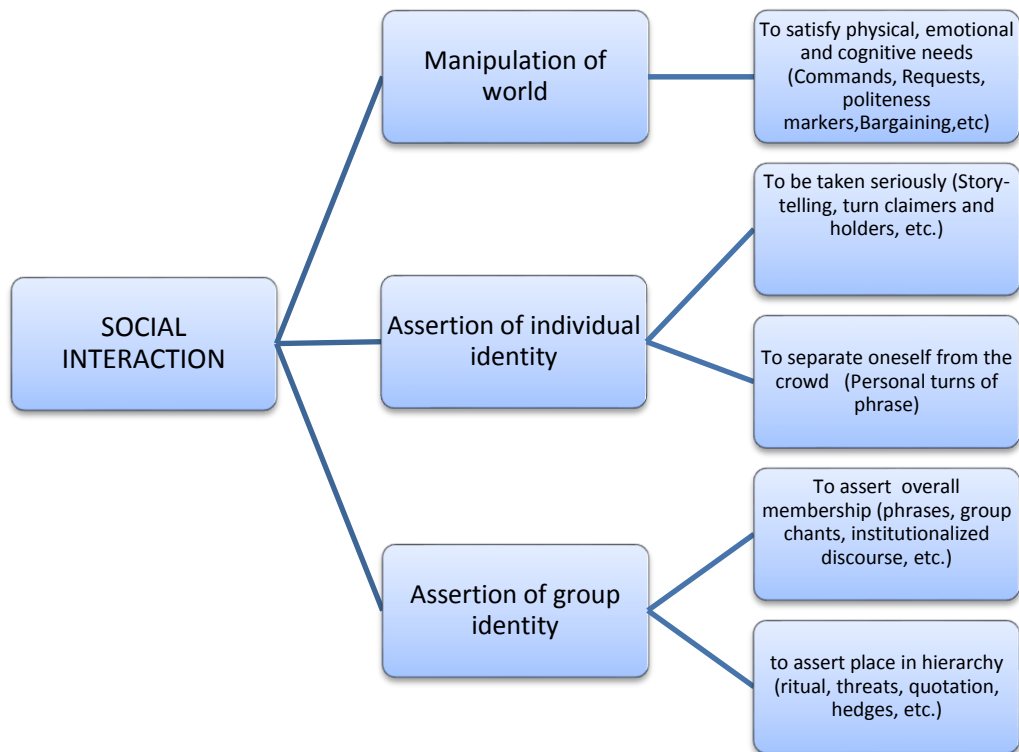 SOCIAL
INTERACTION
Manipulation of
world
To satisfy physical, emotional
and cognitive needs
(Commands, Requests,
politeness
markers,Bargaining,etc)
Assertion of individual
identity
To be taken seriously (Story-
telling, turn claimers and
holders, etc.)
To separate oneself from the
crowd (Personal turns of
phrase)
Assertion of group
identity
To assert overall
membership (phrases, group
chants, institutionalized
discourse, etc.)
to assert place in hierarchy
(ritual, threats, quotation,
hedges, etc.)